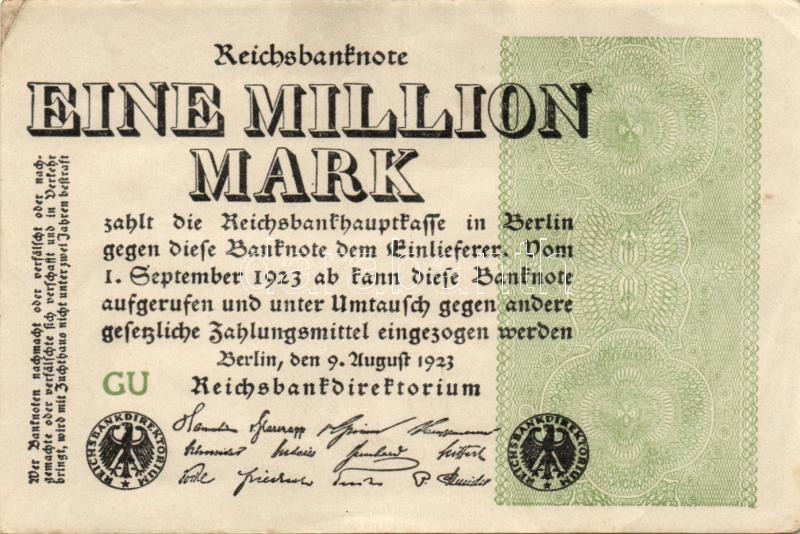 Reichsbanknote
EINE MILLION
MARK
zahlt die Reichsbankhauptkasse in Berlin
gegen diese Banknote dem Einlieferer. Vom
1. September 1923 ab kann diese Banknote
aufgerufen und unter Umtausch gegen andere
gesetzliche Zahlungsmittel eingezogen werden
Berlin, den 9. August 1923
GU Reichsbankdirektorium
REICHSBANKDIREKTORIUM
REICHSBANKDIREKTORIUM
Wer Banknoten nachmacht oder verfälscht oder nach-
gemachte oder verfälschte sich verschafft und in Verkehr
bringt, wird mit Zuchthaus nicht unter zwei Jahren bestraft